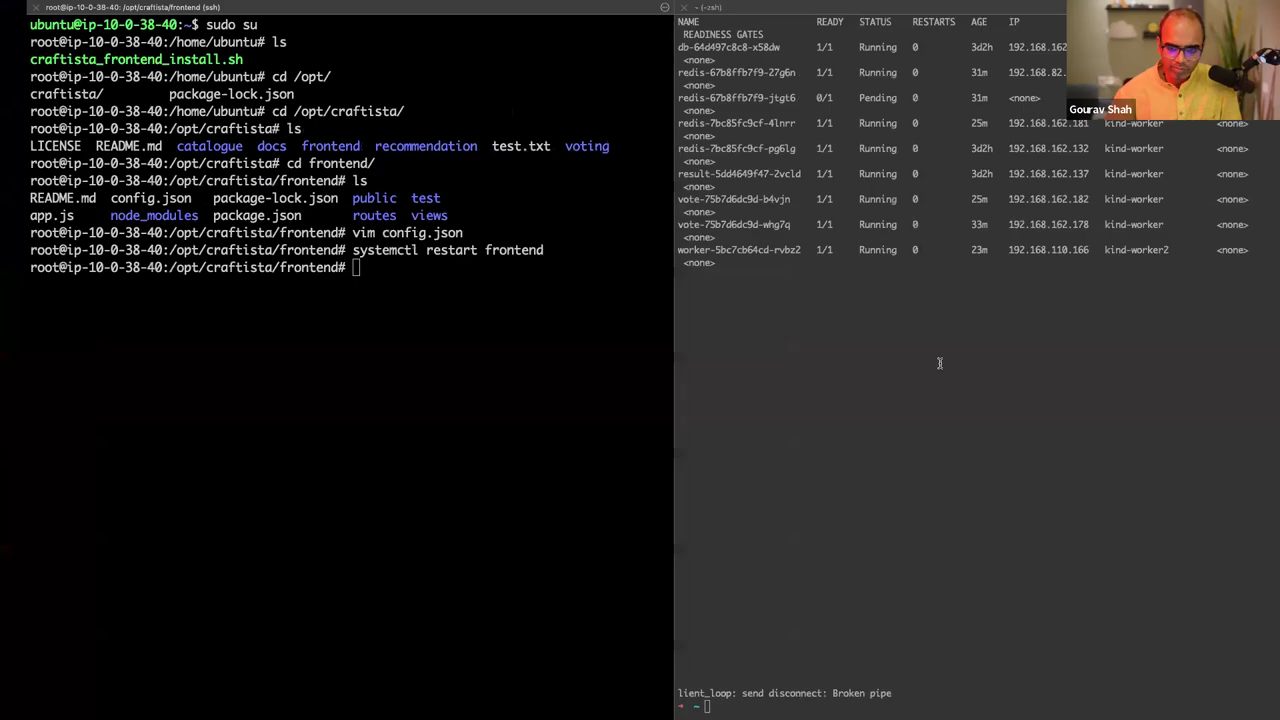 root@ip-10-0-38-40: /opt/craftista/frontend (ssh)
ubuntu@ip-10-0-38-40:~$ sudo su
root@ip-10-0-38-40:/home/ubuntu# ls
craftista_frontend_install.sh
root@ip-10-0-38-40:/home/ubuntu# cd /opt/
craftista/ package-lock.json
root@ip-10-0-38-40:/home/ubuntu# cd /opt/craftista/
root@ip-10-0-38-40:/opt/craftista# ls
LICENSE README.md catalogue docs frontend recommendation test.txt voting
root@ip-10-0-38-40:/opt/craftista# cd frontend/
root@ip-10-0-38-40:/opt/craftista/frontend# ls
README.md config.json package-lock.json public test
app.js node_modules package.json routes views
root@ip-10-0-38-40:/opt/craftista/frontend# vim config.json
root@ip-10-0-38-40:/opt/craftista/frontend# systemctl restart frontend
root@ip-10-0-38-40:/opt/craftista/frontend#
~ (-zsh)
NAME READY STATUS RESTARTS AGE IP
READINESS GATES
db-64d497c8c8-x58dw 1/1 Running 0 3d2h 192.168.162
<none>
redis-67b8ffb7f9-27g6n 1/1 Running 0 31m 192.168.82.
<none>
redis-67b8ffb7f9-jtgt6 0/1 Pending 0 31m <none>
<none>
redis-7bc85fc9cf-4lnrr 1/1 Running 0 25m 192.168.162.181 kind-worker <none>
<none>
redis-7bc85fc9cf-pg6lg 1/1 Running 0 3d2h 192.168.162.132 kind-worker <none>
<none>
result-5dd4649f47-2vcld 1/1 Running 0 3d2h 192.168.162.137 kind-worker <none>
<none>
vote-75b7d6dc9d-b4vjn 1/1 Running 0 25m 192.168.162.182 kind-worker <none>
<none>
vote-75b7d6dc9d-whg7q 1/1 Running 0 33m 192.168.162.178 kind-worker <none>
<none>
worker-5bc7cb64cd-rvbz2 1/1 Running 0 23m 192.168.110.166 kind-worker2 <none>
<none>
lient_loop: send disconnect: Broken pipe
➜ ~
Gourav Shah